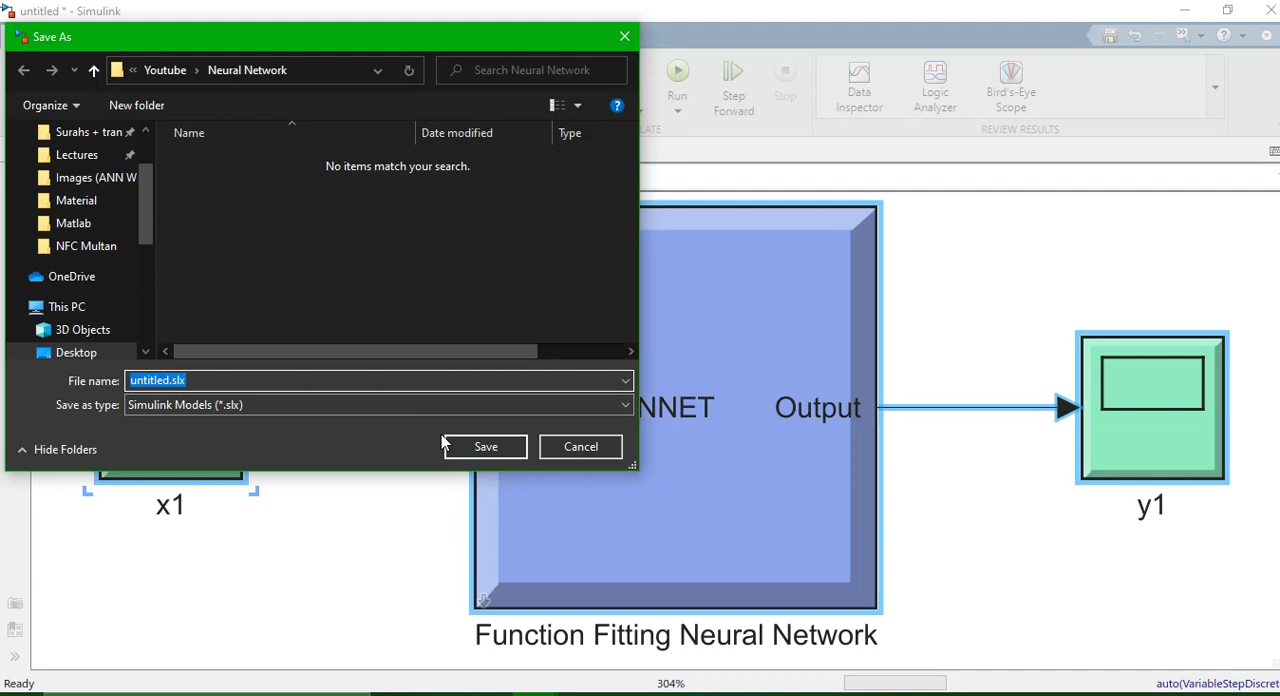 untitled * - Simulink
Save As
« Youtube › Neural Network
Search Neural Network
Organize
New folder
Name
Date modified
Type
No items match your search.
Surahs + tran
Lectures
Images (ANN W
Material
Matlab
NFC Multan
OneDrive
This PC
3D Objects
Desktop
File name: untitled.slx
Save as type: Simulink Models (*.slx)
Hide Folders
Save
Cancel
Run
Step
Forward
Stop
Data
Inspector
Logic
Analyzer
Bird's-Eye
Scope
LATE
REVIEW RESULTS
NNET
Output
x1
y1
Function Fitting Neural Network
Ready
304%
auto(VariableStepDiscret